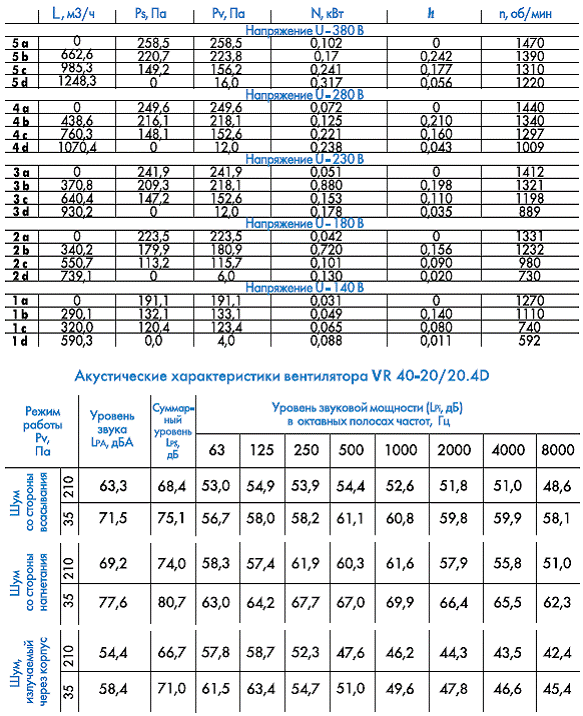 L, м3/ч Ps, Па Pv, Па N, кВт h n, об/мин
Напряжение U=380 В
5 a 0 258,5 258,5 0,102 0 1470
5 b 662,6 220,7 223,8 0,17 0,242 1390
5 c 985,3 149,2 156,2 0,241 0,177 1310
5 d 1248,3 0 16,0 0,317 0,056 1220
Напряжение U=280 В
4 a 0 249,6 249,6 0,072 0 1440
4 b 438,6 216,1 218,1 0,125 0,210 1340
4 c 760,3 148,1 152,6 0,221 0,160 1297
4 d 1070,4 0 12,0 0,238 0,043 1009
Напряжение U=230 В
3 a 0 241,9 241,9 0,051 0 1412
3 b 370,8 209,3 218,1 0,880 0,198 1321
3 c 640,4 147,2 152,6 0,153 0,110 1198
3 d 930,2 0 12,0 0,178 0,035 889
Напряжение U=180 В
2 a 0 223,5 223,5 0,042 0 1331
2 b 340,2 179,9 180,9 0,720 0,156 1232
2 c 550,7 113,2 115,7 0,101 0,090 980
2 d 739,1 0 6,0 0,130 0,020 730
Напряжение U=140 В
1 a 0 191,1 191,1 0,031 0 1270
1 b 290,1 132,1 133,1 0,049 0,140 1110
1 c 320,0 120,4 123,4 0,065 0,080 740
1 d 590,3 0,0 4,0 0,088 0,011 592
Акустические характеристики вентилятора VR 40-20/20.4D
Режим работы Pv, Па
Уровень звука LPA, дБА
Суммар-
ный
уровень
LPS,
дБ
Уровень звуковой мощности (LPi, дБ)
в октавных полосах частот, Гц
63 125 250 500 1000 2000 4000 8000
Шум
со стороны
всасывания
210 63,3 68,4 53,0 54,9 53,9 54,4 52,6 51,8 51,0 48,6
35 71,5 75,1 56,7 58,0 58,2 61,1 60,8 59,8 59,9 58,1
Шум
со стороны
нагнетания
210 69,2 74,0 58,3 57,4 61,9 60,3 61,6 57,9 55,8 51,0
35 77,6 80,7 63,0 64,2 67,7 67,0 69,9 66,4 65,5 62,3
Шум,
излучаемый
через корпус
210 54,4 66,7 57,8 58,7 52,3 47,6 46,2 44,3 43,5 42,4
35 58,4 71,0 61,5 63,4 54,7 51,0 49,6 47,8 46,6 45,4